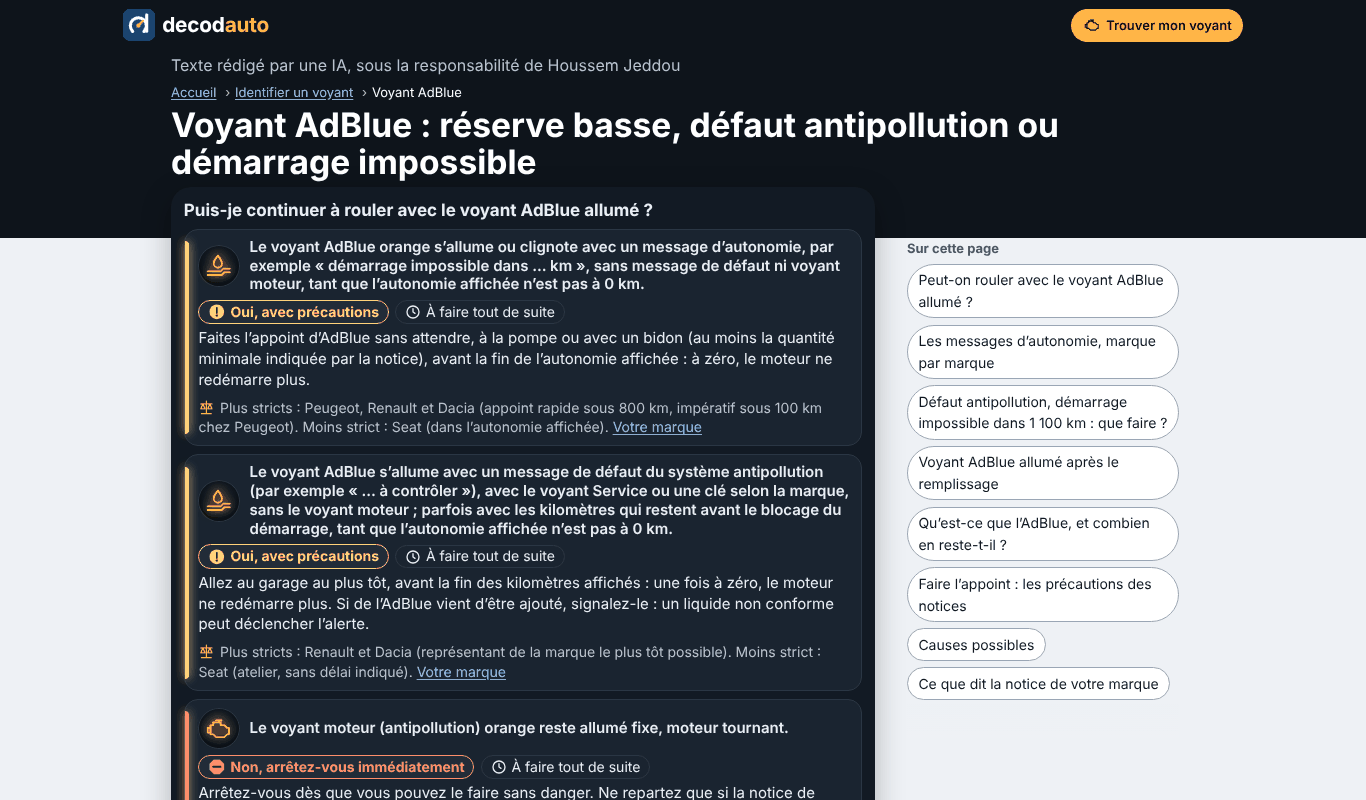 decodauto
Trouver mon voyant
Texte rédigé par une IA, sous la responsabilité de Houssem Jeddou
Accueil › Identifier un voyant › Voyant AdBlue
Voyant AdBlue : réserve basse, défaut antipollution ou
démarrage impossible
Puis-je continuer à rouler avec le voyant AdBlue allumé ?
Le voyant AdBlue orange s’allume ou clignote avec un message d’autonomie, par
exemple « démarrage impossible dans … km », sans message de défaut ni voyant
moteur, tant que l’autonomie affichée n’est pas à 0 km.
Oui, avec précautions
À faire tout de suite
Faites l’appoint d’AdBlue sans attendre, à la pompe ou avec un bidon (au moins la quantité
minimale indiquée par la notice), avant la fin de l’autonomie affichée : à zéro, le moteur ne
redémarre plus.
Plus stricts : Peugeot, Renault et Dacia (appoint rapide sous 800 km, impératif sous 100 km
chez Peugeot). Moins strict : Seat (dans l’autonomie affichée). Votre marque
Le voyant AdBlue s’allume avec un message de défaut du système antipollution
(par exemple « … à contrôler »), avec le voyant Service ou une clé selon la marque,
sans le voyant moteur ; parfois avec les kilomètres qui restent avant le blocage du
démarrage, tant que l’autonomie affichée n’est pas à 0 km.
Oui, avec précautions
À faire tout de suite
Allez au garage au plus tôt, avant la fin des kilomètres affichés : une fois à zéro, le moteur
ne redémarre plus. Si de l’AdBlue vient d’être ajouté, signalez-le : un liquide non conforme
peut déclencher l’alerte.
Plus stricts : Renault et Dacia (représentant de la marque le plus tôt possible). Moins strict :
Seat (atelier, sans délai indiqué). Votre marque
Le voyant moteur (antipollution) orange reste allumé fixe, moteur tournant.
Non, arrêtez-vous immédiatement
À faire tout de suite
Arrêtez-vous dès que vous pouvez le faire sans danger. Ne repartez que si la notice de
Sur cette page
Peut-on rouler avec le voyant AdBlue
allumé ?
Les messages d’autonomie, marque
par marque
Défaut antipollution, démarrage
impossible dans 1 100 km : que faire ?
Voyant AdBlue allumé après le
remplissage
Qu’est-ce que l’AdBlue, et combien
en reste-t-il ?
Faire l’appoint : les précautions des
notices
Causes possibles
Ce que dit la notice de votre marque